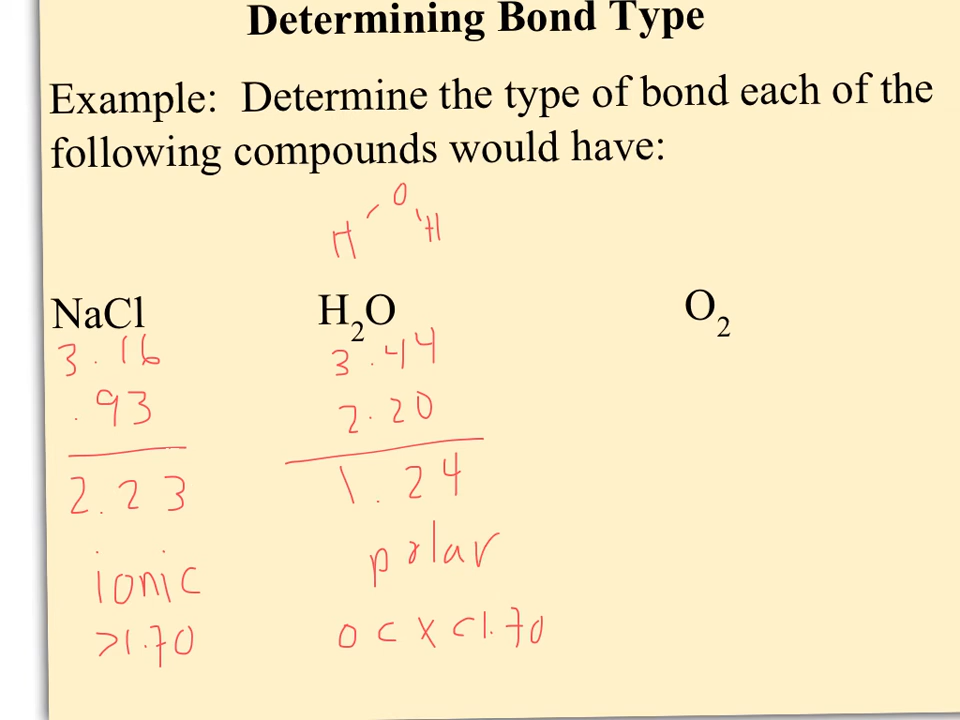 Determining Bond Type
Example: Determine the type of bond each of the
following compounds would have:
O
H H
NaCl H₂O O₂
3.16 3.44
.93 2.20
2.23 1.24
ionic polar
>1.70 0<x<1.70